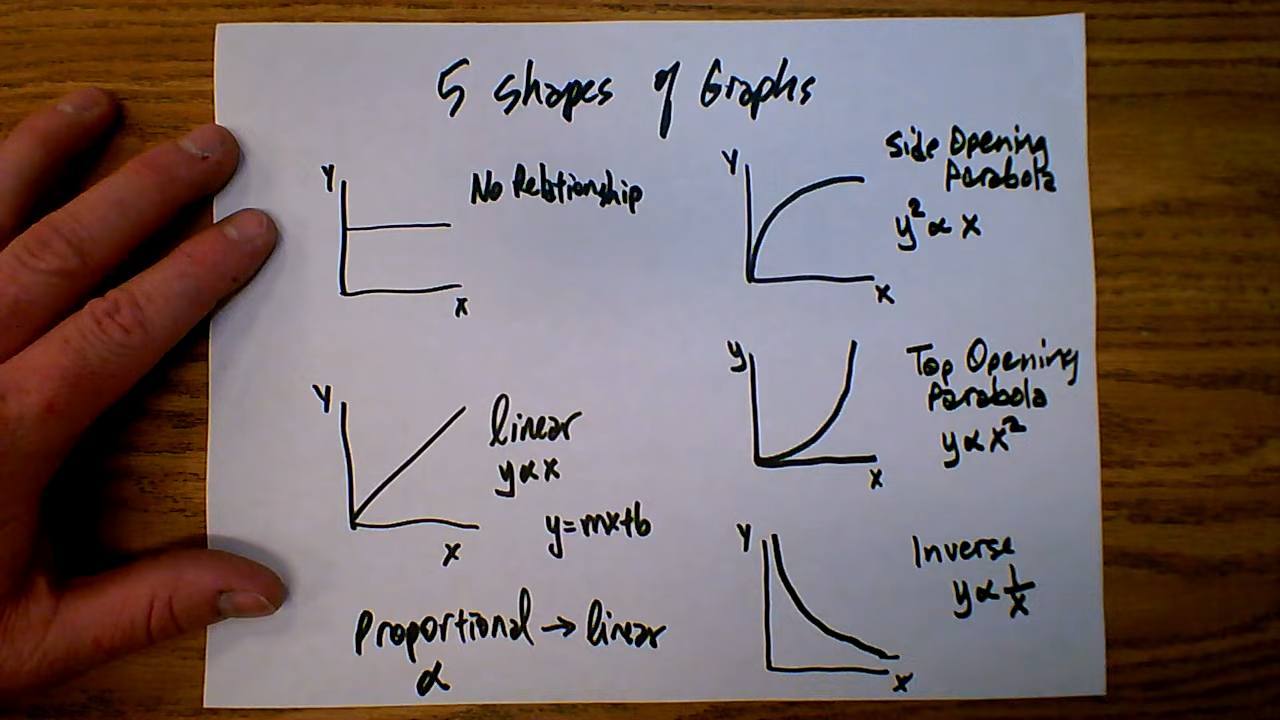 5 Shapes of Graphs
Y
No Relationship
X
Y
linear
y∝x
y=mx+b
X
Proportional → linear
∝
Y
Side Opening
Parabola
y²∝ x
X
y
Top Opening
Parabola
y∝x²
X
Y
Inverse
y∝ 1/x
X